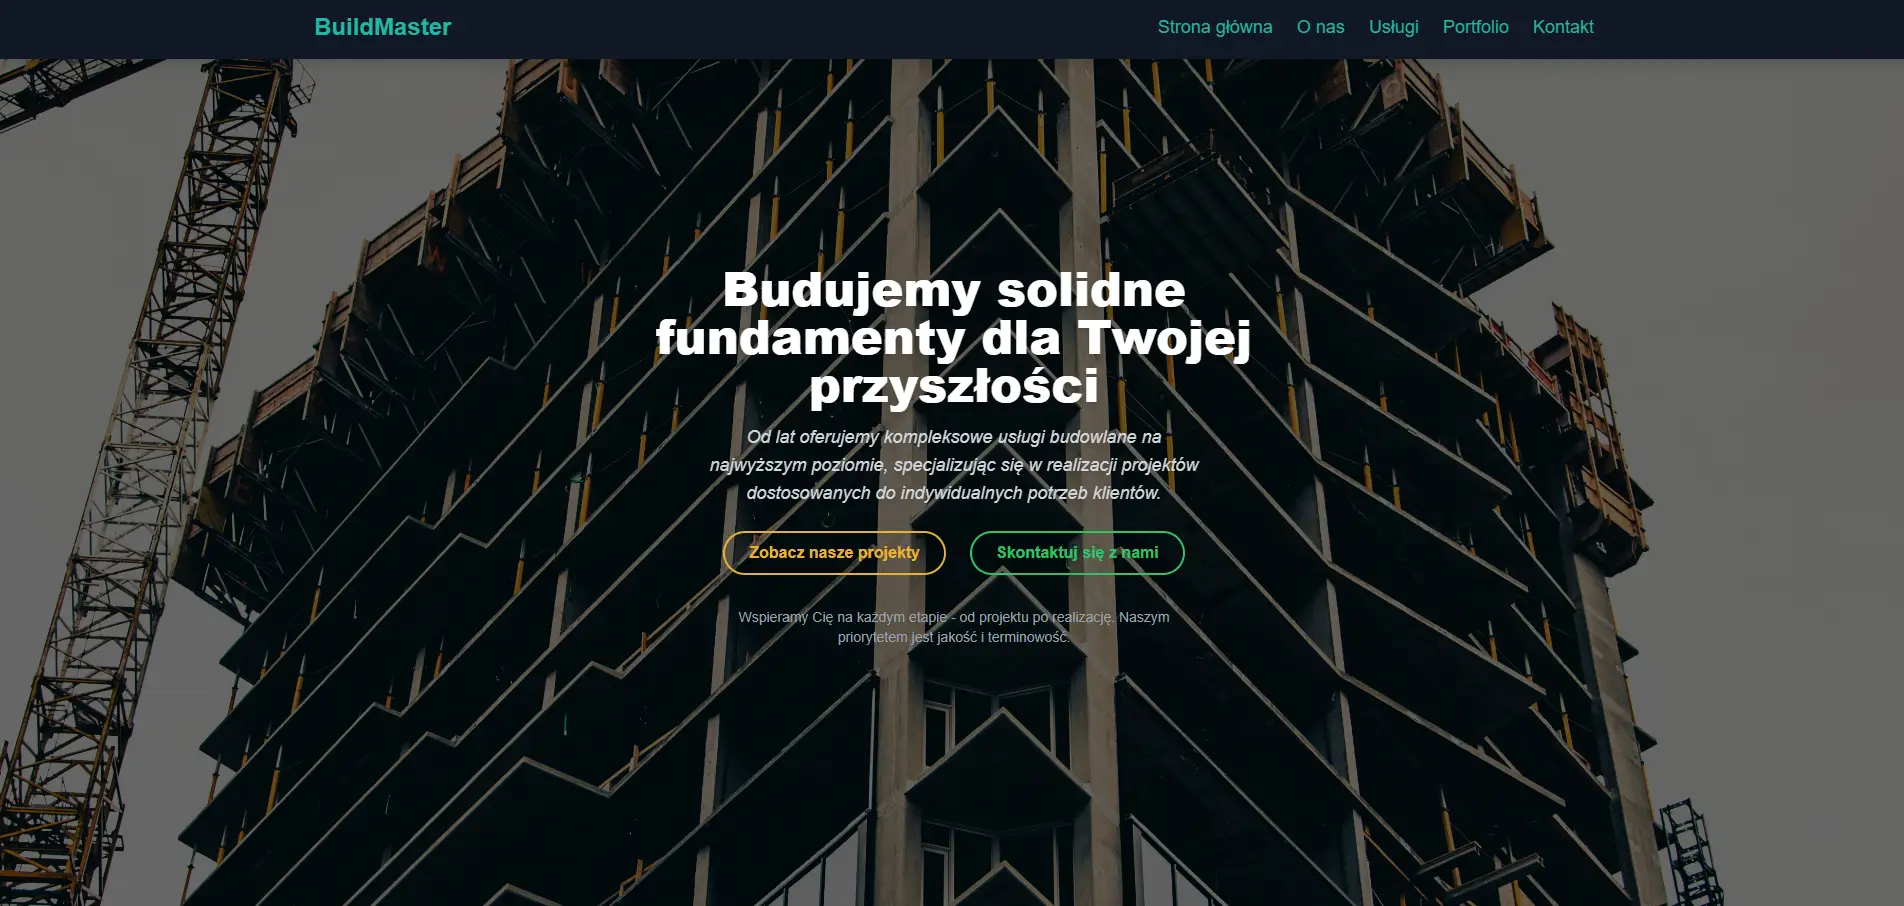 BuildMaster
Strona główna
O nas
Usługi
Portfolio
Kontakt
Budujemy solidne
fundamenty dla Twojej
przyszłości
Od lat oferujemy kompleksowe usługi budowlane na
najwyższym poziomie, specjalizując się w realizacji projektów
dostosowanych do indywidualnych potrzeb klientów.
Zobacz nasze projekty
Skontaktuj się z nami
Wspieramy Cię na każdym etapie - od projektu po realizację. Naszym
priorytetem jest jakość i terminowość.